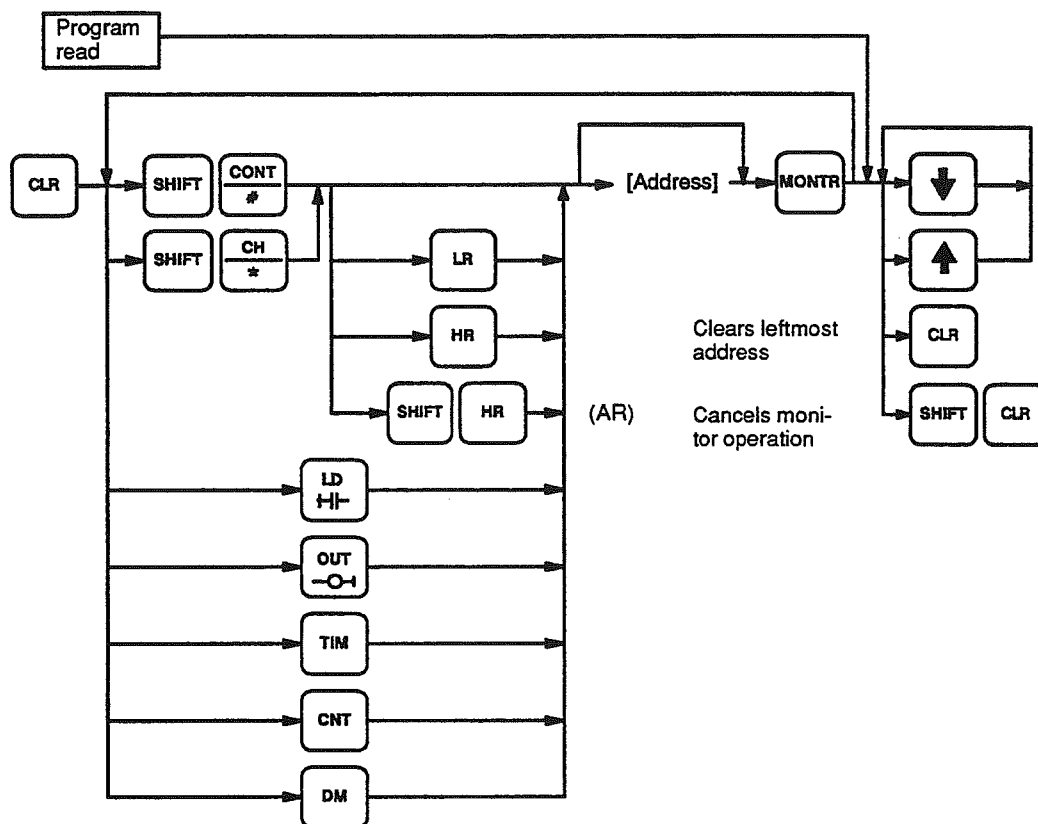 Program
read
CLR
SHIFT
CONT
#
[Address]
MONTR
SHIFT
CH
*
LR
HR
Clears leftmost
address
CLR
SHIFT
HR
(AR)
Cancels moni-
tor operation
SHIFT
CLR
LD
OUT
TIM
CNT
DM